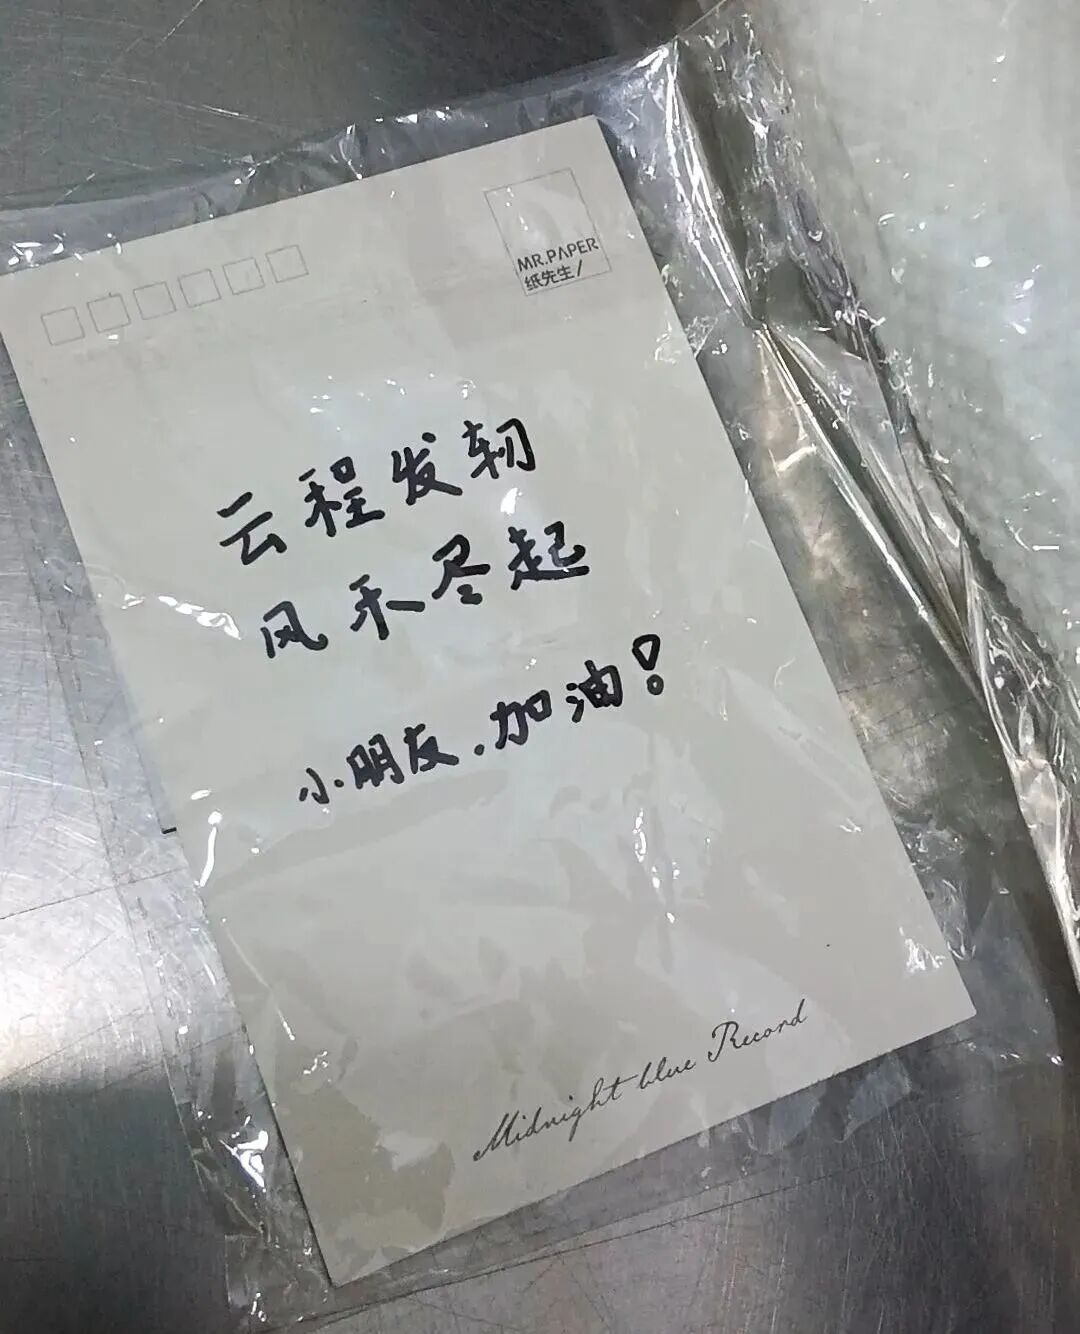 MR.PAPER
纸先生/
云程发轫
风禾尽起
小朋友.加油!
Midnight blue Record